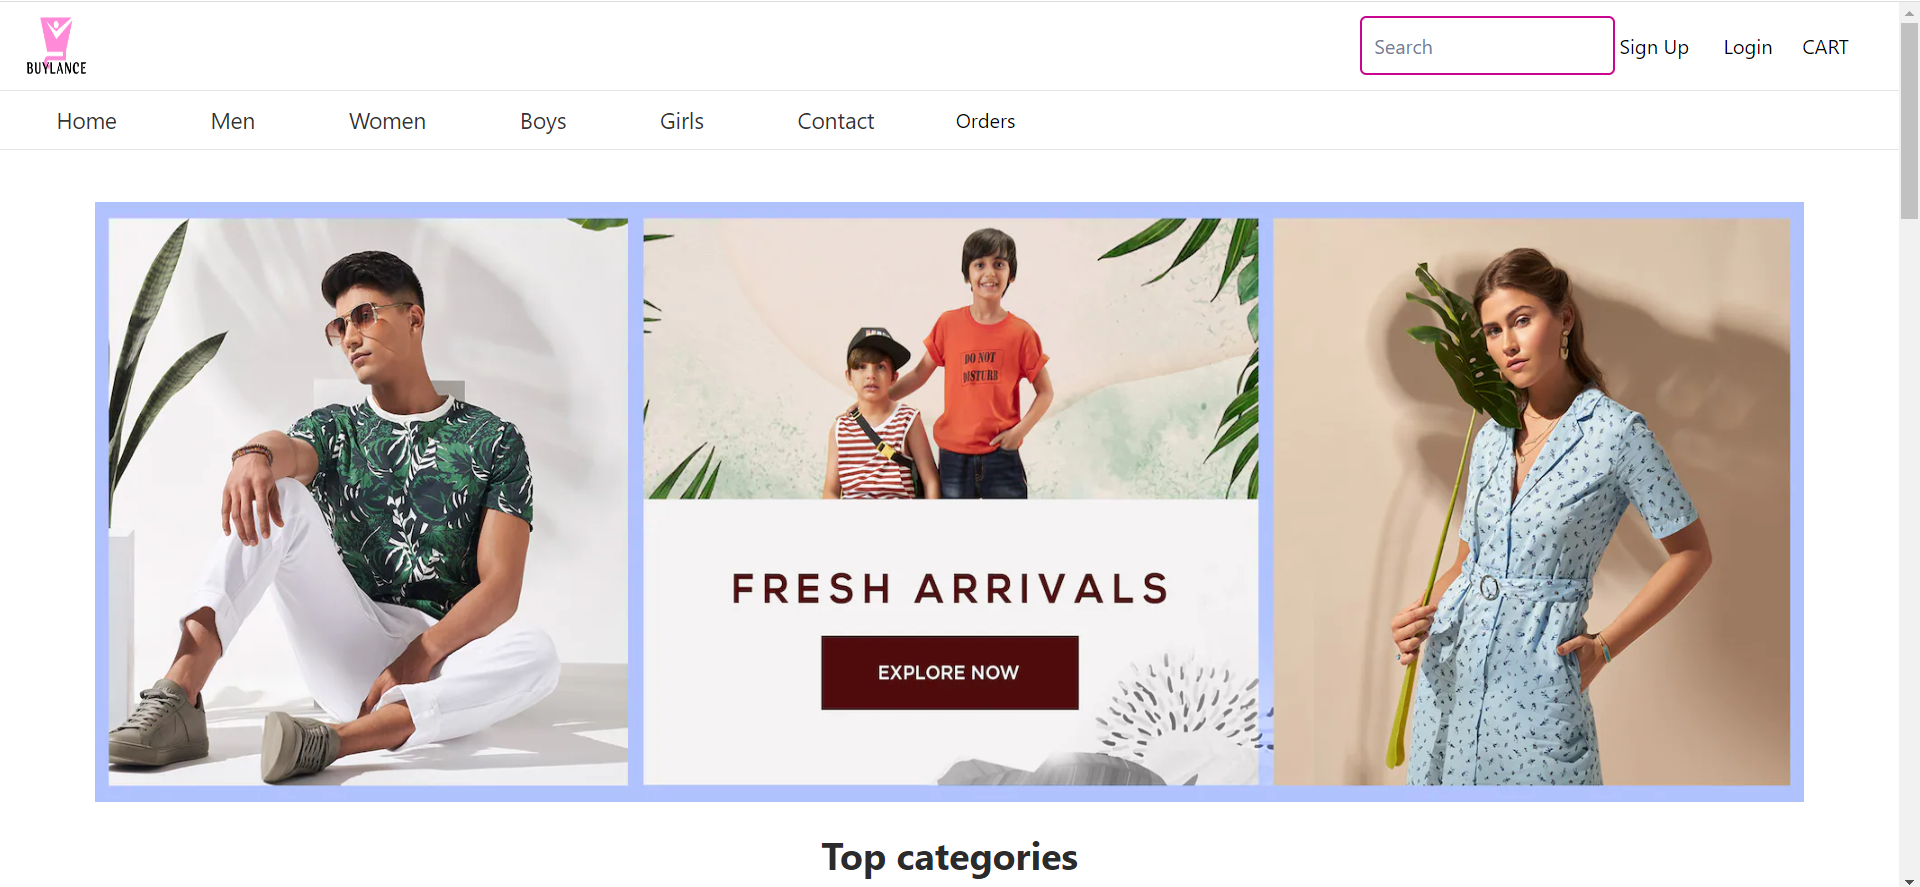 BUYLANCE
Search
Sign Up
Login
CART
Home
Men
Women
Boys
Girls
Contact
Orders
DO NOT
DISTURB
FRESH ARRIVALS
EXPLORE NOW
Top categories